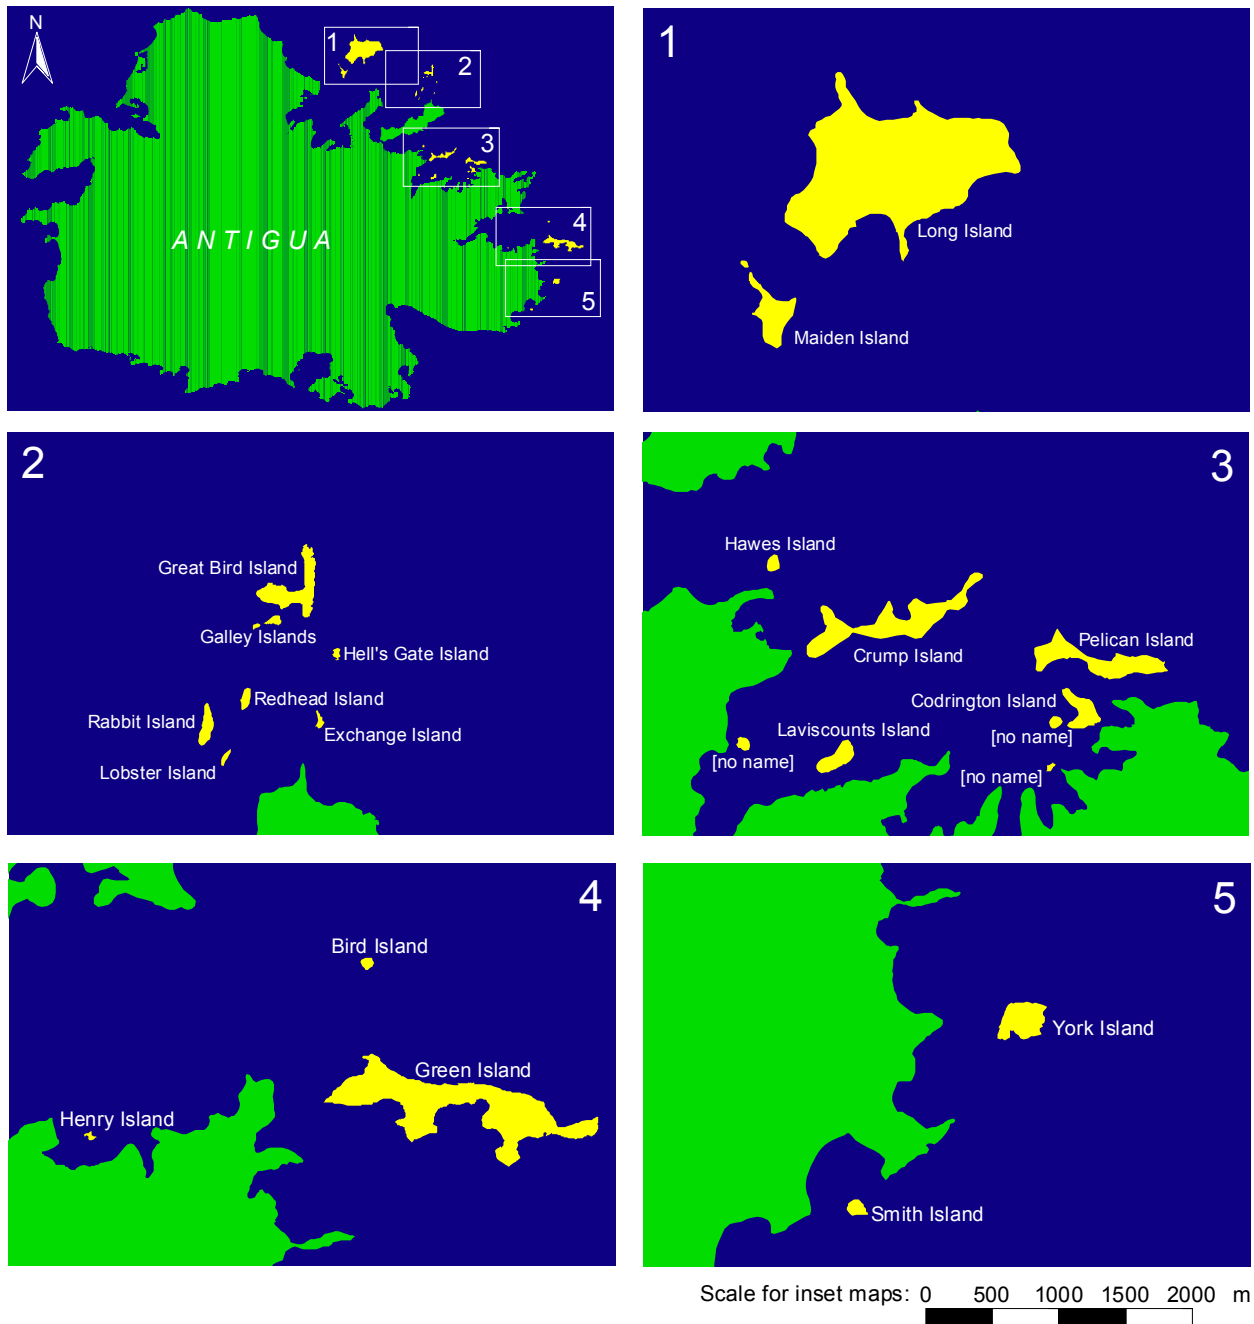 N
1
2
3
4
5
ANTIGUA
1
Long Island
Maiden Island
2
Great Bird Island
Galley Islands
Hell's Gate Island
Redhead Island
Rabbit Island
Exchange Island
Lobster Island
3
Hawes Island
Crump Island
Pelican Island
Codrington Island
Laviscounts Island
[no name]
[no name]
[no name]
4
Bird Island
Green Island
Henry Island
5
York Island
Smith Island
Scale for inset maps: 0 500 1000 1500 2000 m